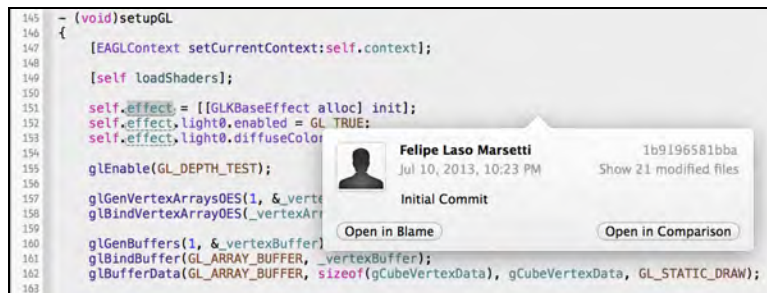 145 - (void)setupGL
146 {
147 [EAGLContext setCurrentContext:self.context];
148
149 [self loadShaders];
150
151 self.effect = [[GLKBaseEffect alloc] init];
152 self.effect.light0.enabled = GL_TRUE;
153 self.effect.light0.diffuseColor
154
155 glEnable(GL_DEPTH_TEST);
156
157 glGenVertexArraysOES(1, &_verte
158 glBindVertexArrayOES(_vertexArr
159
160 glGenBuffers(1, &_vertexBuffer)
161 glBindBuffer(GL_ARRAY_BUFFER, _vertexBuffer);
162 glBufferData(GL_ARRAY_BUFFER, sizeof(gCubeVertexData), gCubeVertexData, GL_STATIC_DRAW);
163
Felipe Laso Marsetti 1b9196581bba
Jul 10, 2013, 10:23 PM Show 21 modified files
Initial Commit
Open in Blame Open in Comparison